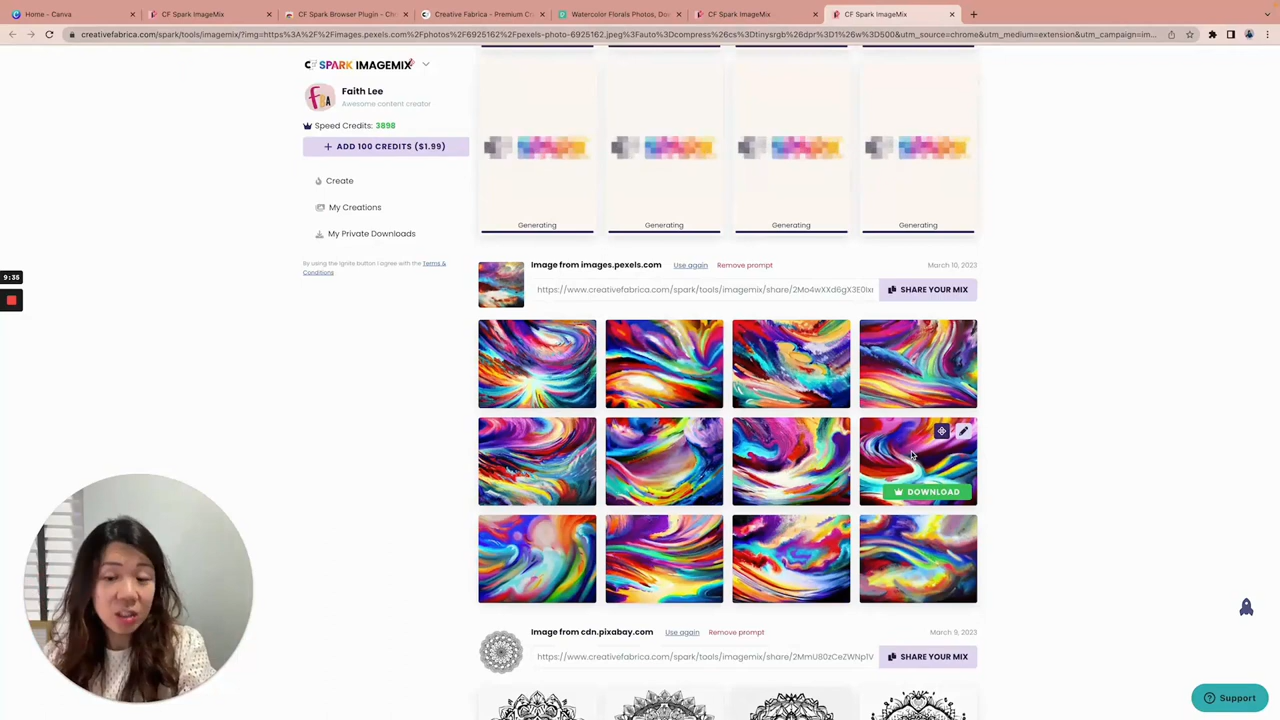 Home - Canva
CF Spark ImageMix
CF Spark Browser Plugin - Chr
Creative Fabrica - Premium Cr
Watercolor Florals Photos, Do
CF Spark ImageMix
CF Spark ImageMix
creativefabrica.com/spark/tools/imagemix/?img=https%3A%2F%2Fimages.pexels.com%2Fphotos%2F6925162%2Fpexels-photo-6925162.jpeg%3Fauto%3Dcompress%26cs%3Dtinysrgb%26dpr%3D1%26w%3D500&utm_source=chrome&utm_medium=extension&utm_campaign=im...
CF SPARK IMAGEMIX
Faith Lee
Awesome content creator
Speed Credits: 3898
+ ADD 100 CREDITS ($1.99)
Create
My Creations
My Private Downloads
By using the Ignite button I agree with the Terms &
Conditions
9:35
Generating
Generating
Generating
Generating
Image from images.pexels.com
Use again
Remove prompt
March 10, 2023
https://www.creativefabrica.com/spark/tools/imagemix/share/
SHARE YOUR MIX
DOWNLOAD
Image from cdn.pixabay.com
Use again
Remove prompt
March 9, 2023
https://www.creativefabrica.com/spark/tools/imagemix/share/
SHARE YOUR MIX
Support